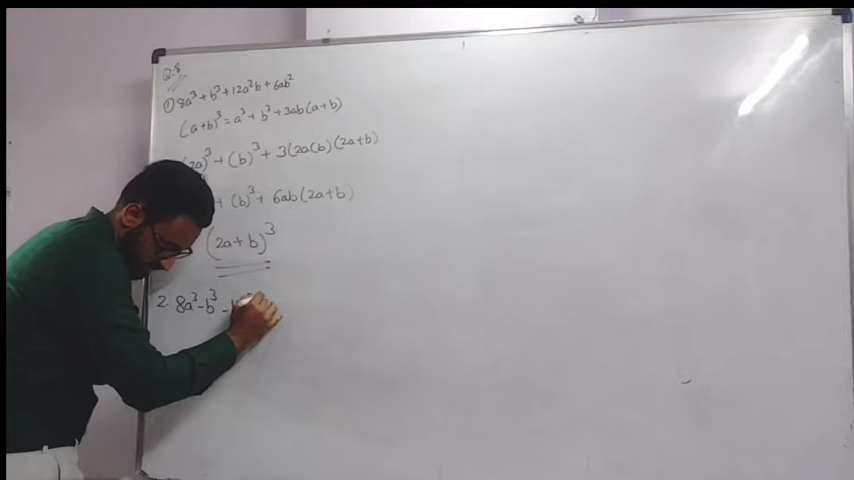 Q.8
① 8a³ + b³ + 12a²b + 6ab²
(a+b)³ = a³ + b³ + 3ab(a+b)
2a)³ + (b)³ + 3(2a(b)(2a+b)
+ (b)³ + 6ab(2a+b)
(2a+b)³
2. 8a³ - b³ -